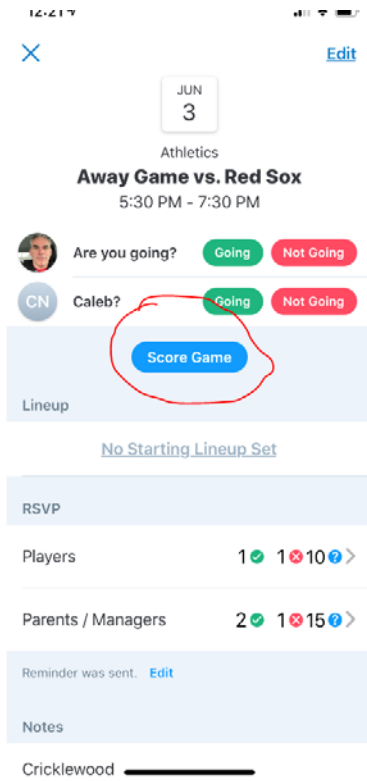 12:21
Edit
JUN
3
Athletics
Away Game vs. Red Sox
5:30 PM - 7:30 PM
Are you going? Going Not Going
CN Caleb? Going Not Going
Score Game
Lineup
No Starting Lineup Set
RSVP
Players 1 1 10 ?
Parents / Managers 2 1 15 ?
Reminder was sent. Edit
Notes
Cricklewood